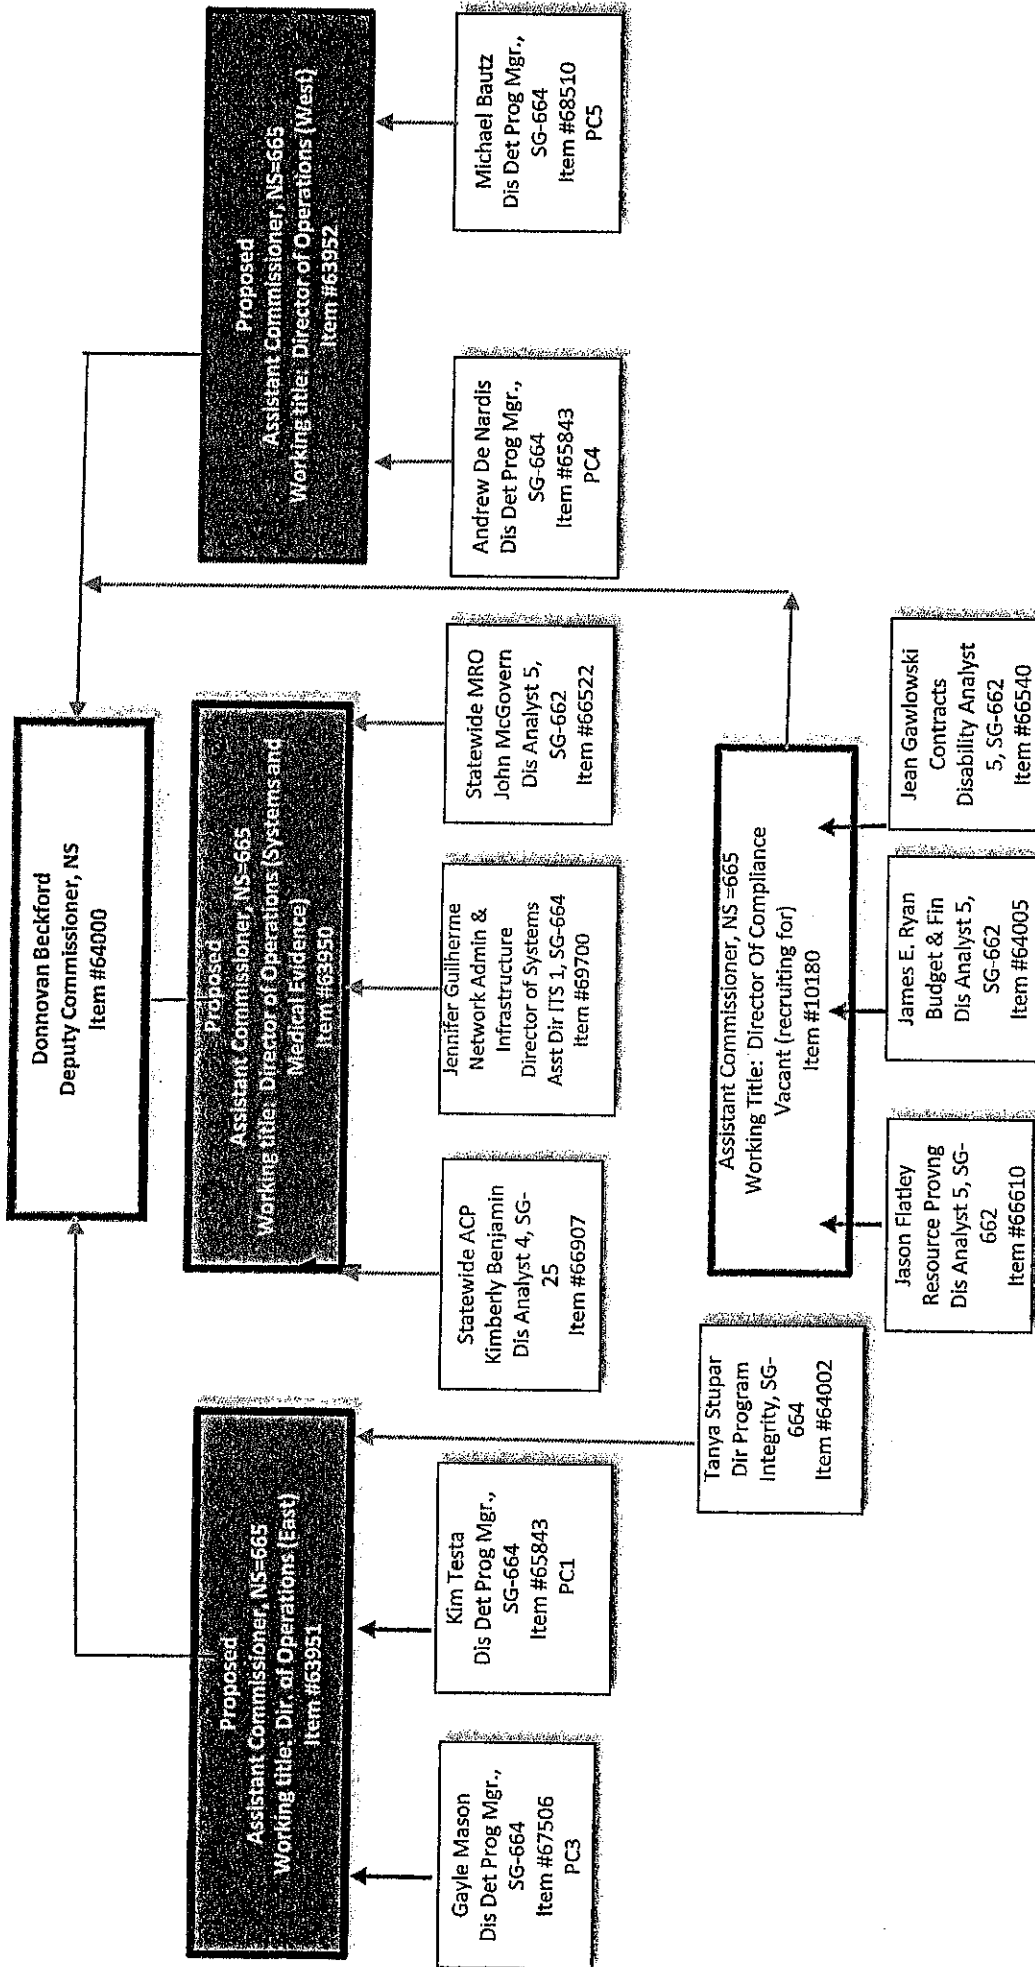 Donnovan Beckford
Deputy Commissioner, NS
Item #64000
Proposed
Assistant Commissioner, NS=665
Working title: Dir. of Operations (East)
Item #63951
Proposed
Assistant Commissioner, NS=665
Working title: Director of Operations (Systems and
Medical Evidence)
Item #63950
Proposed
Assistant Commissioner, NS=665
Working title: Director of Operations (West)
Item #63952
Gayle Mason
Dis Det Prog Mgr.,
SG-664
Item #67506
PC3
Kim Testa
Dis Det Prog Mgr.,
SG-664
Item #65843
PC1
Statewide ACP
Kimberly Benjamin
Dis Analyst 4, SG-
25
Item #66907
Jennifer Guilherme
Network Admin &
Infrastructure
Director of Systems
Asst Dir ITS 1, SG-664
Item #69700
Statewide MRO
John McGovern
Dis Analyst 5,
SG-662
Item #66522
Andrew De Nardis
Dis Det Prog Mgr.,
SG-664
Item #65843
PC4
Michael Bautz
Dis Det Prog Mgr.,
SG-664
Item #68510
PC5
Tanya Stupar
Dir Program
Integrity, SG-
664
Item #64002
Assistant Commissioner, NS =665
Working Title: Director Of Compliance
Vacant (recruiting for)
Item #10180
Jason Flatley
Resource Provng
Dis Analyst 5, SG-
662
Item #66610
James E. Ryan
Budget & Fin
Dis Analyst 5,
SG-662
Item #64005
Jean Gawlowski
Contracts
Disability Analyst
5, SG-662
Item #66540